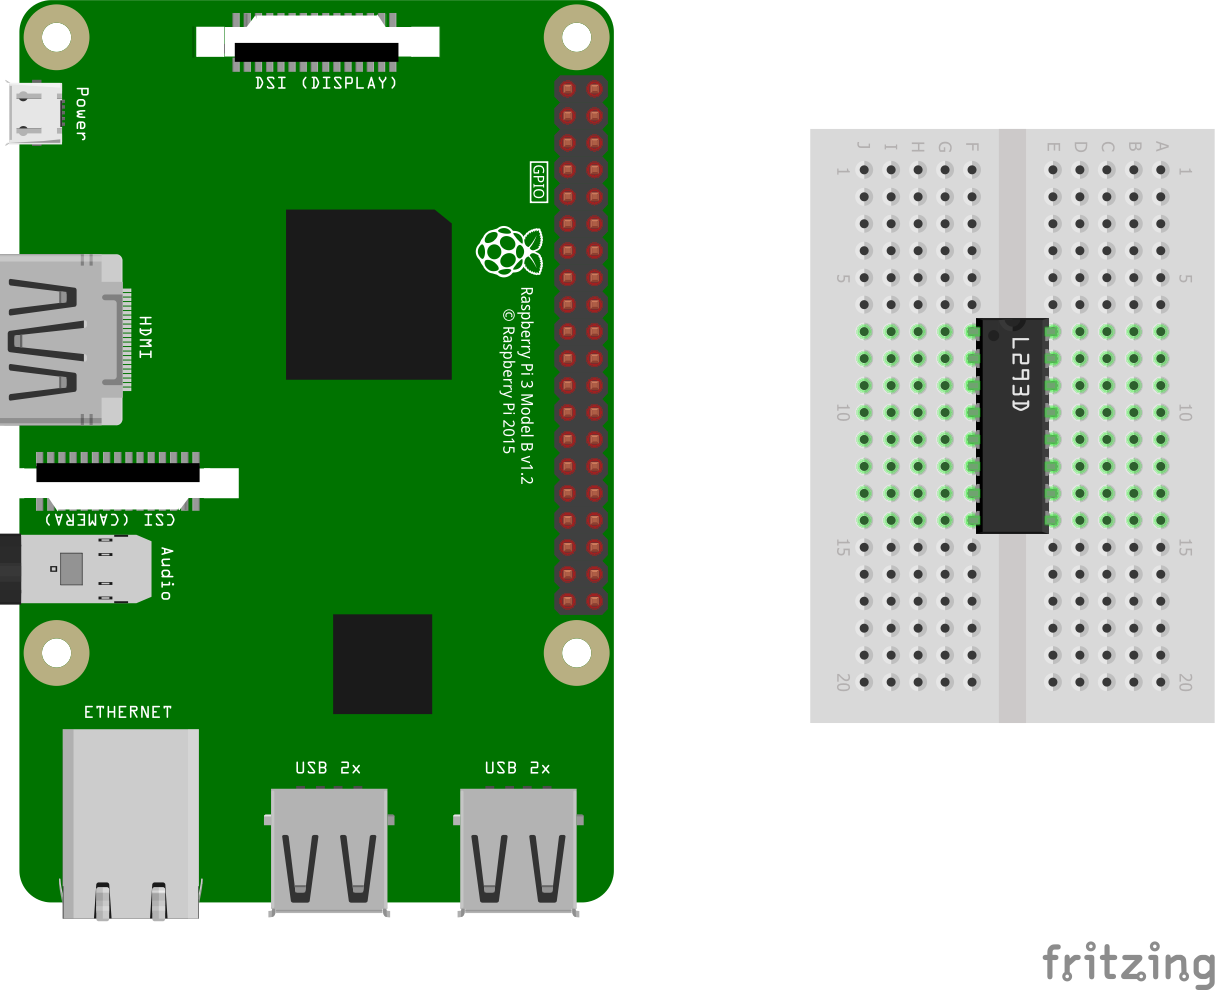 DSI (DISPLAY)
Power
GPIO
Raspberry Pi 3 Model B v1.2
© Raspberry Pi 2015
HDMI
CSI (CAMERA)
Audio
ETHERNET
USB 2x
USB 2x
J I H G F E D C B A
1 1
5 5
L293D
10 10
15 15
20 20
fritzing